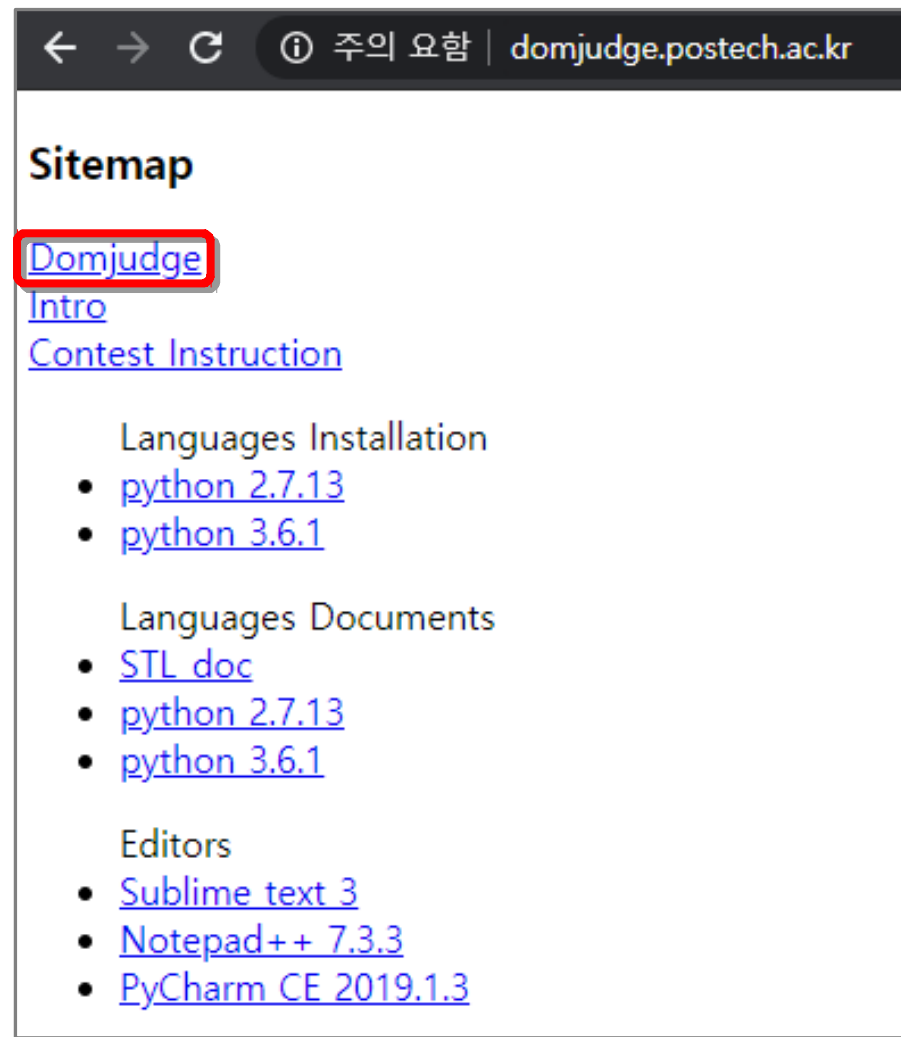 주의 요함 | domjudge.postech.ac.kr
Sitemap
Domjudge
Intro
Contest Instruction
Languages Installation
python 2.7.13
python 3.6.1
Languages Documents
STL doc
python 2.7.13
python 3.6.1
Editors
Sublime text 3
Notepad++ 7.3.3
PyCharm CE 2019.1.3